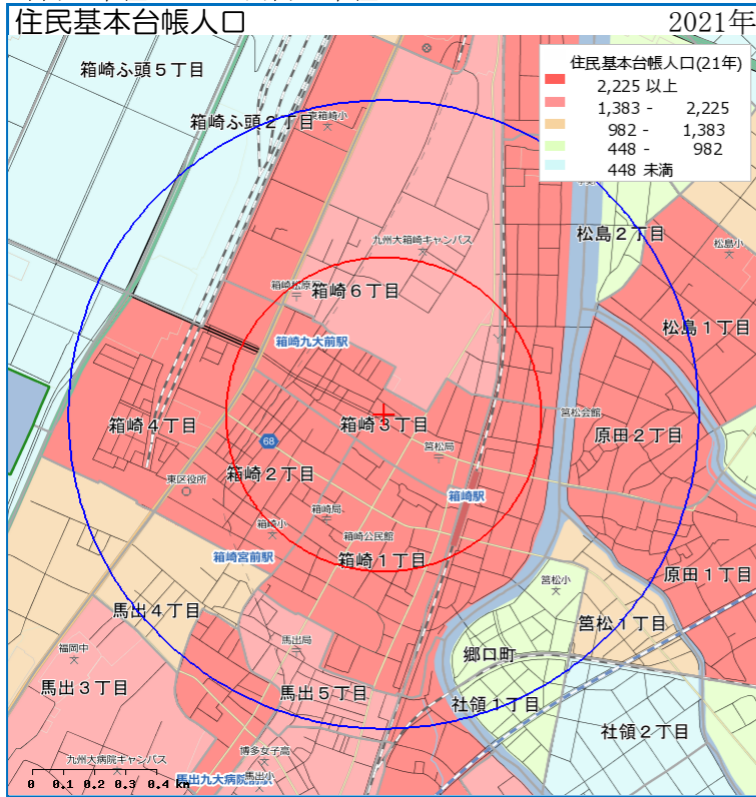 住民基本台帳人口
2021年
住民基本台帳人口(21年)
2,225 以上
1,383 - 2,225
982 - 1,383
448 - 982
448 未満
箱崎ふ頭5丁目
箱崎ふ頭2丁目
東箱崎小
松島2丁目
松島小
九州大箱崎キャンパス
箱崎6丁目
松島1丁目
箱崎九大前駅
箱崎3丁目
筥松会館
箱崎4丁目
68
原田2丁目
筥松局
箱崎2丁目
東区役所
箱崎駅
箱崎局
箱崎小
箱崎公民館
箱崎宮前駅
箱崎1丁目
筥松小
原田1丁目
馬出4丁目
筥松1丁目
馬出局
福岡中
郷口町
馬出3丁目
馬出5丁目
社領1丁目
社領2丁目
博多女子高
九州大病院キャンパス
馬出九大病院前駅
馬出小
0 0.1 0.2 0.3 0.4 km